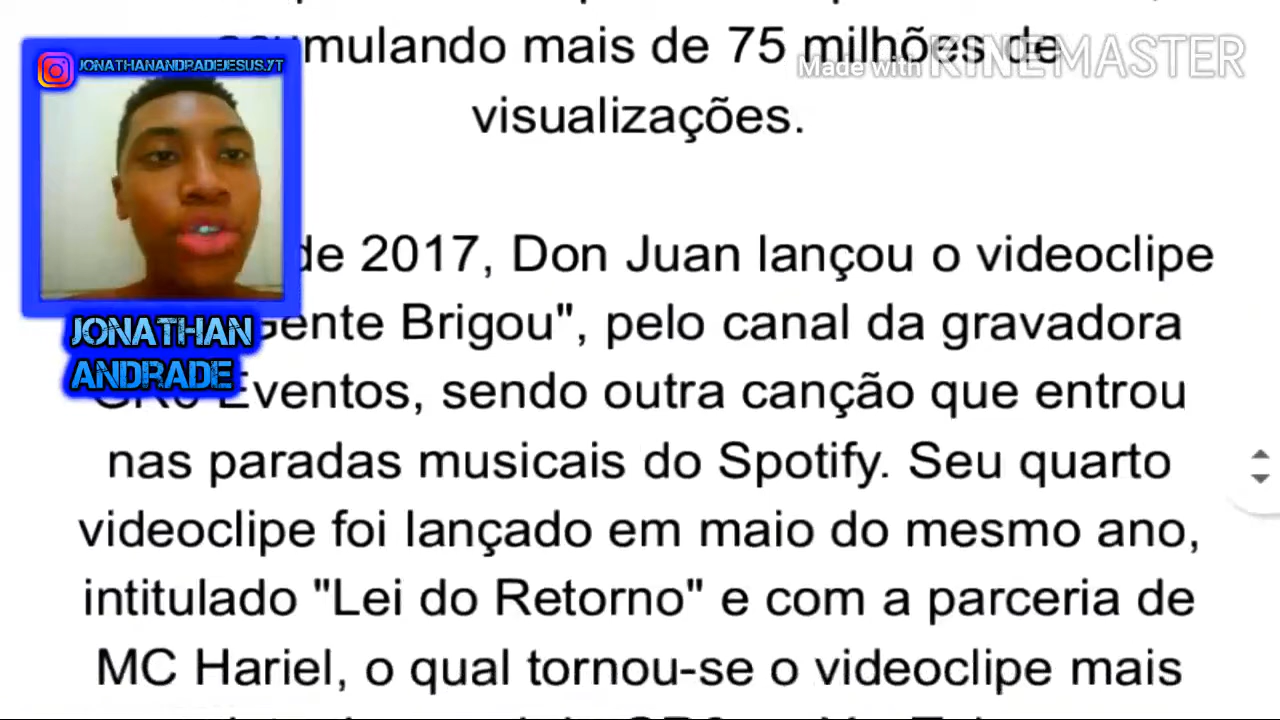 acumulando mais de 75 milhões de
Made with KINEMASTER
JONATHANANDRADEJESUS.YT
visualizações.
de 2017, Don Juan lançou o videoclipe
JONATHAN
Gente Brigou", pelo canal da gravadora
ANDRADE
Eventos, sendo outra canção que entrou
nas paradas musicais do Spotify. Seu quarto
videoclipe foi lançado em maio do mesmo ano,
intitulado "Lei do Retorno" e com a parceria de
MC Hariel, o qual tornou-se o videoclipe mais